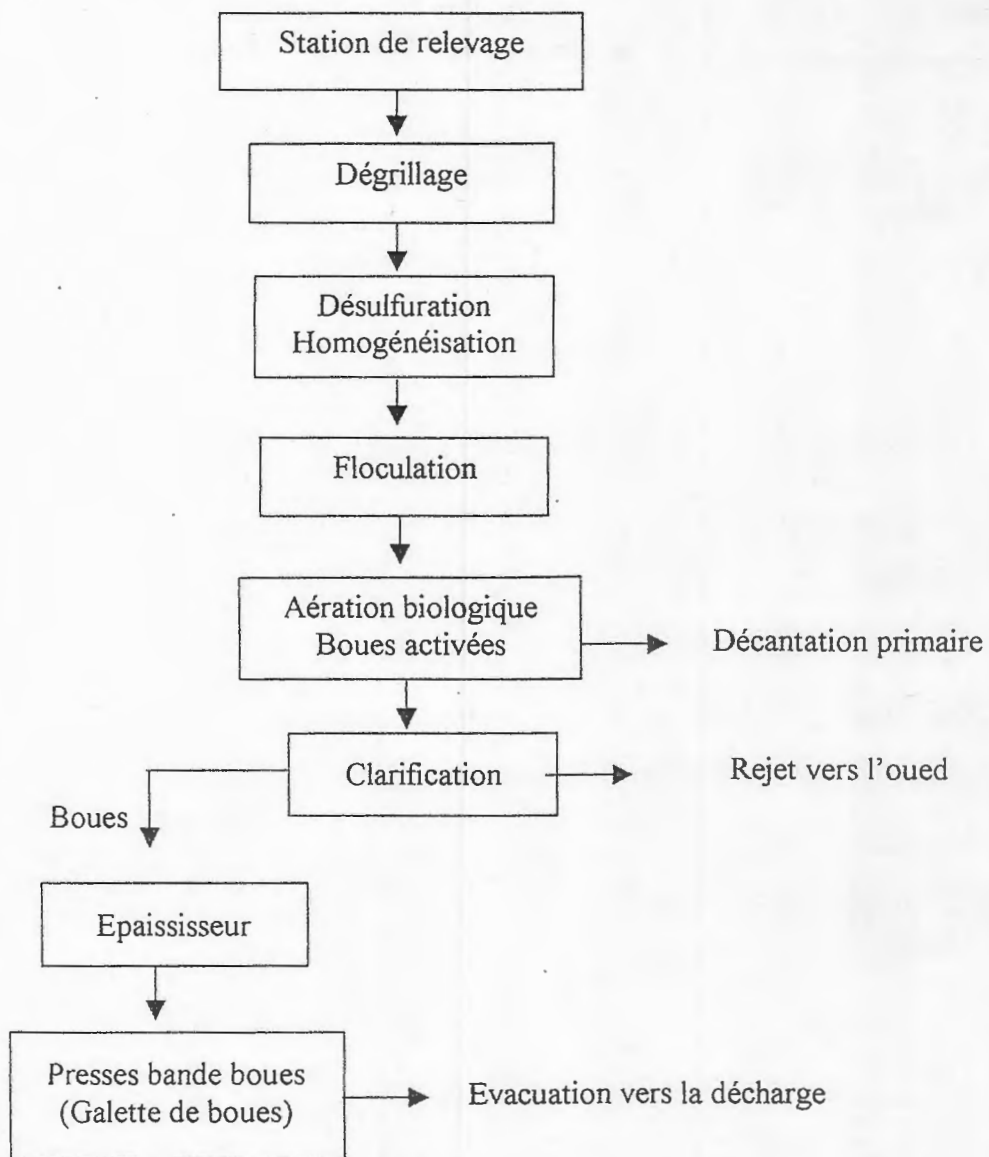 Station de relevage
Dégrillage
Désulfuration
Homogénéisation
Floculation
Aération biologique
Boues activées
Décantation primaire
Clarification
Rejet vers l'oued
Boues
Epaississeur
Presses bande boues
(Galette de boues)
Evacuation vers la décharge